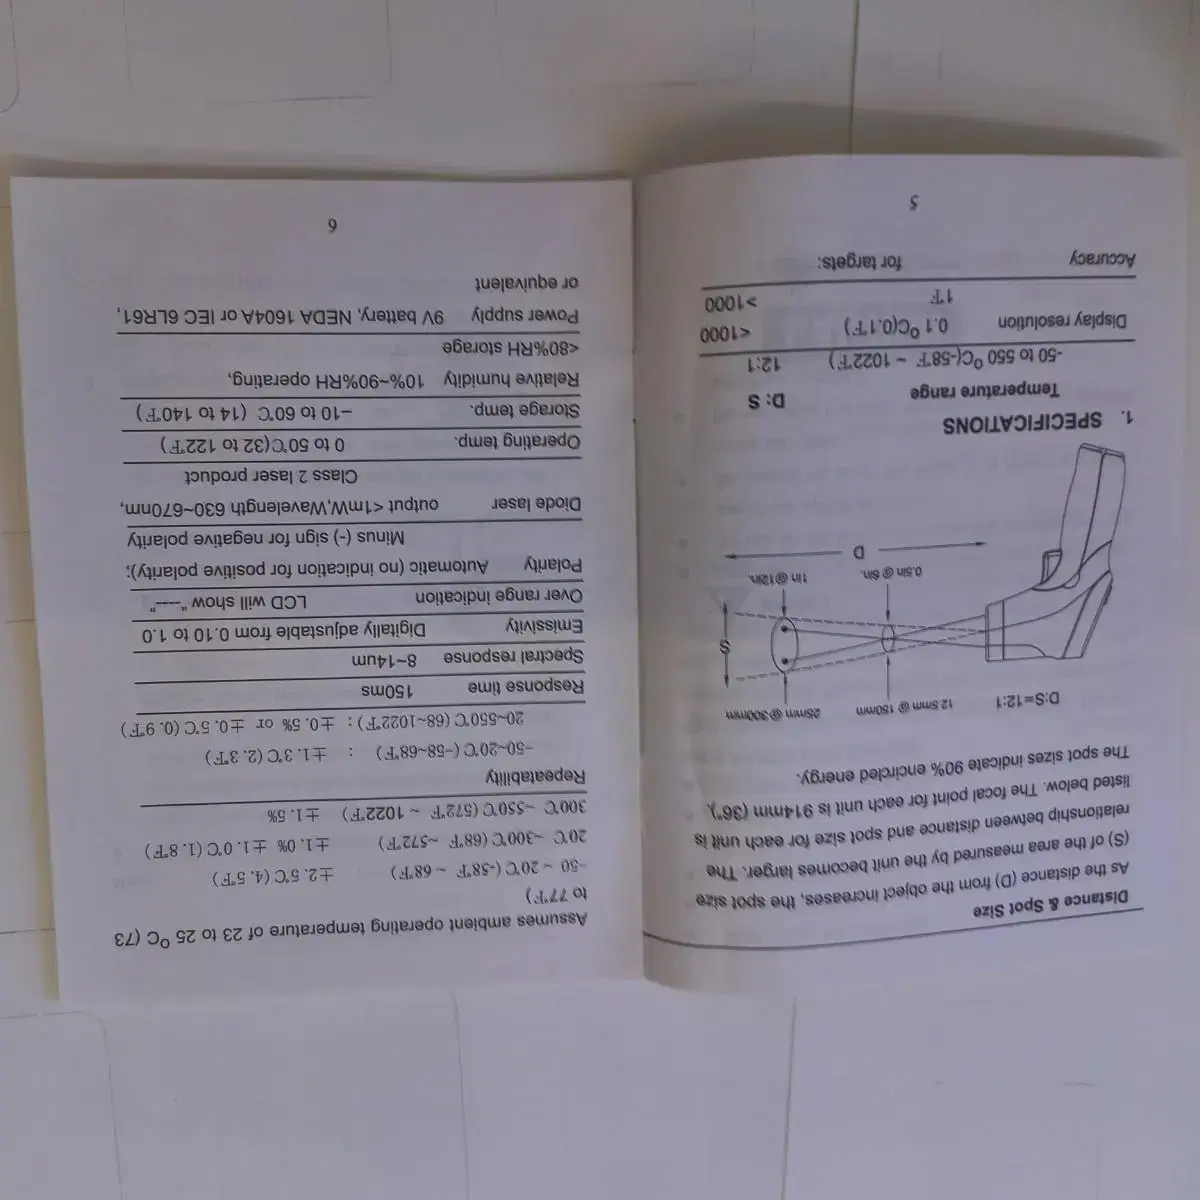 Distance & Spot Size
As the distance (D) from the object increases, the spot size
(S) of the area measured by the unit becomes larger. The
relationship between distance and spot size for each unit is
listed below. The focal point for each unit is 914mm (36").
The spot sizes indicate 90% encircled energy.
D:S=12:1
12.5mm @ 150mm
25mm @ 300mm
S
0.5in @ 6in.
1in @12in.
D
1. SPECIFICATIONS
Temperature range D: S
-50 to 550 ⁰C(-58℉ ~ 1022℉) 12:1
Display resolution 0.1 ⁰C(0.1℉) <1000
1℉ >1000
Accuracy for targets:
5
Assumes ambient operating temperature of 23 to 25 ⁰C (73
to 77℉)
-50 ~ 20℃ (-58℉ ~ 68℉) ±2.5℃ (4.5℉)
20℃ ~300℃ (68℉ ~572℉) ±1.0% ±1.0℃ (1.8℉)
300℃ ~550℃ (572℉ ~ 1022℉) ±1.5%
Repeatability
-50~20℃ (-58~68℉) : ±1.3℃ (2.3℉)
20~550℃ (68~1022℉) : ±0.5% or ±0.5℃ (0.9℉)
Response time 150ms
Spectral response 8~14um
Emissivity Digitally adjustable from 0.10 to 1.0
Over range indication LCD will show "----"
Polarity Automatic (no indication for positive polarity);
Minus (-) sign for negative polarity
Diode laser output <1mW,Wavelength 630~670nm,
Class 2 laser product
Operating temp. 0 to 50℃(32 to 122℉)
Storage temp. -10 to 60℃ (14 to 140℉)
Relative humidity 10%~90%RH operating,
<80%RH storage
Power supply 9V battery, NEDA 1604A or IEC 6LR61,
or equivalent
6